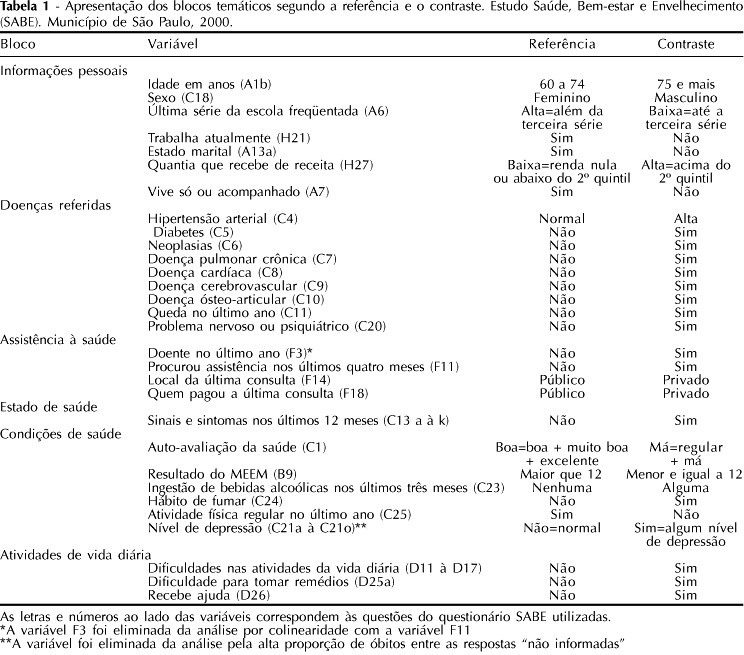 Tabela 1 - Apresentação dos blocos temáticos segundo a referência e o contraste. Estudo Saúde, Bem-estar e Envelhecimento
(SABE). Município de São Paulo, 2000.
Bloco Variável Referência Contraste
Informações pessoais
Idade em anos (A1b) 60 a 74 75 e mais
Sexo (C18) Feminino Masculino
Última série da escola freqüentada (A6) Alta=além da Baixa=até a
terceira série terceira série
Trabalha atualmente (H21) Sim Não
Estado marital (A13a) Sim Não
Quantia que recebe de receita (H27) Baixa=renda nula Alta=acima do
ou abaixo do 2º quintil 2º quintil
Vive só ou acompanhado (A7) Sim Não
Doenças referidas
Hipertensão arterial (C4) Normal Alta
Diabetes (C5) Não Sim
Neoplasias (C6) Não Sim
Doença pulmonar crônica (C7) Não Sim
Doença cardíaca (C8) Não Sim
Doença cerebrovascular (C9) Não Sim
Doença ósteo-articular (C10) Não Sim
Queda no último ano (C11) Não Sim
Problema nervoso ou psiquiátrico (C20) Não Sim
Assistência à saúde
Doente no último ano (F3)* Não Sim
Procurou assistência nos últimos quatro meses (F11) Não Sim
Local da última consulta (F14) Público Privado
Quem pagou a última consulta (F18) Público Privado
Estado de saúde
Sinais e sintomas nos últimos 12 meses (C13 a à k) Não Sim
Condições de saúde
Auto-avaliação da saúde (C1) Boa=boa + muito boa Má=regular
+ excelente + má
Resultado do MEEM (B9) Maior que 12 Menor e igual a 12
Ingestão de bebidas alcoólicas nos últimos três meses (C23) Nenhuma Alguma
Hábito de fumar (C24) Não Sim
Atividade física regular no último ano (C25) Sim Não
Nível de depressão (C21a à C21o)** Não=normal Sim=algum nível
de depressão
Atividades de vida diária
Dificuldades nas atividades da vida diária (D11 à D17) Não Sim
Dificuldade para tomar remédios (D25a) Não Sim
Recebe ajuda (D26) Não Sim
As letras e números ao lado das variáveis correspondem às questões do questionário SABE utilizadas.
*A variável F3 foi eliminada da análise por colinearidade com a variável F11
**A variável foi eliminada da análise pela alta proporção de óbitos entre as respostas “não informadas”